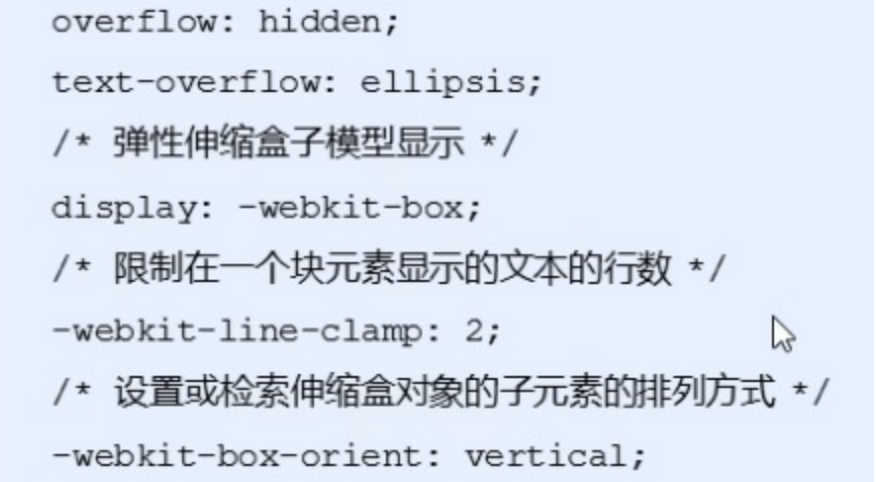 overflow: hidden;
text-overflow: ellipsis;
/* 弹性伸缩盒子模型显示 */
display: -webkit-box;
/* 限制在一个块元素显示的文本的行数 */
-webkit-line-clamp: 2;
/* 设置或检索伸缩盒对象的子元素的排列方式 */
-webkit-box-orient: vertical;